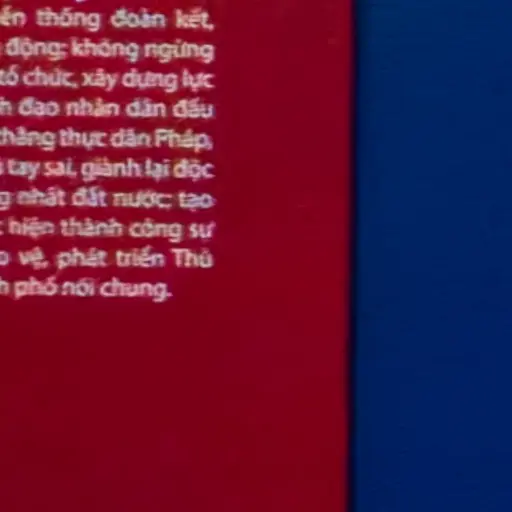 thống đoàn kết,
động; không ngừng
tổ chức, xây dựng lực
đạo nhân dân đấu
thắng thực dân Pháp,
tay sai, giành lại độc
nhất đất nước; tạo
hiện thành công sự
vệ, phát triển Thủ
phố nói chung.